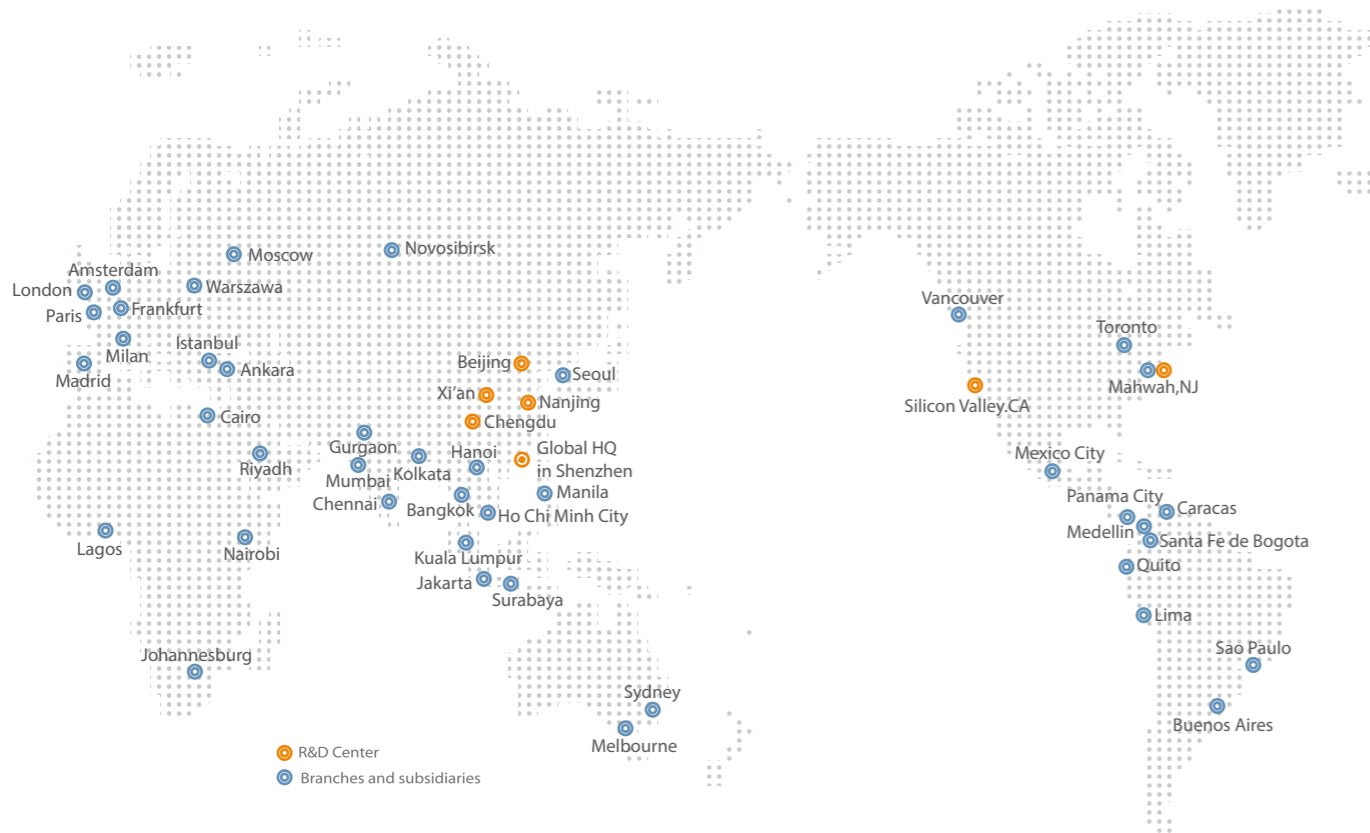 Moscow
Novosibirsk
Amsterdam
London
Warszawa
Paris
Frankfurt
Milan
Istanbul
Madrid
Ankara
Beijing
Seoul
Xi'an
Nanjing
Cairo
Chengdu
Gurgaon
Hanoi
Global HQ
in Shenzhen
Riyadh
Mumbai
Kolkata
Chennai
Bangkok
Manila
Ho Chi Minh City
Lagos
Nairobi
Kuala Lumpur
Jakarta
Surabaya
Johannesburg
Sydney
Melbourne
Vancouver
Toronto
Mahwah,NJ
Silicon Valley.CA
Mexico City
Panama City
Caracas
Medellin
Santa Fe de Bogota
Quito
Lima
Sao Paulo
Buenos Aires
R&D Center
Branches and subsidiaries